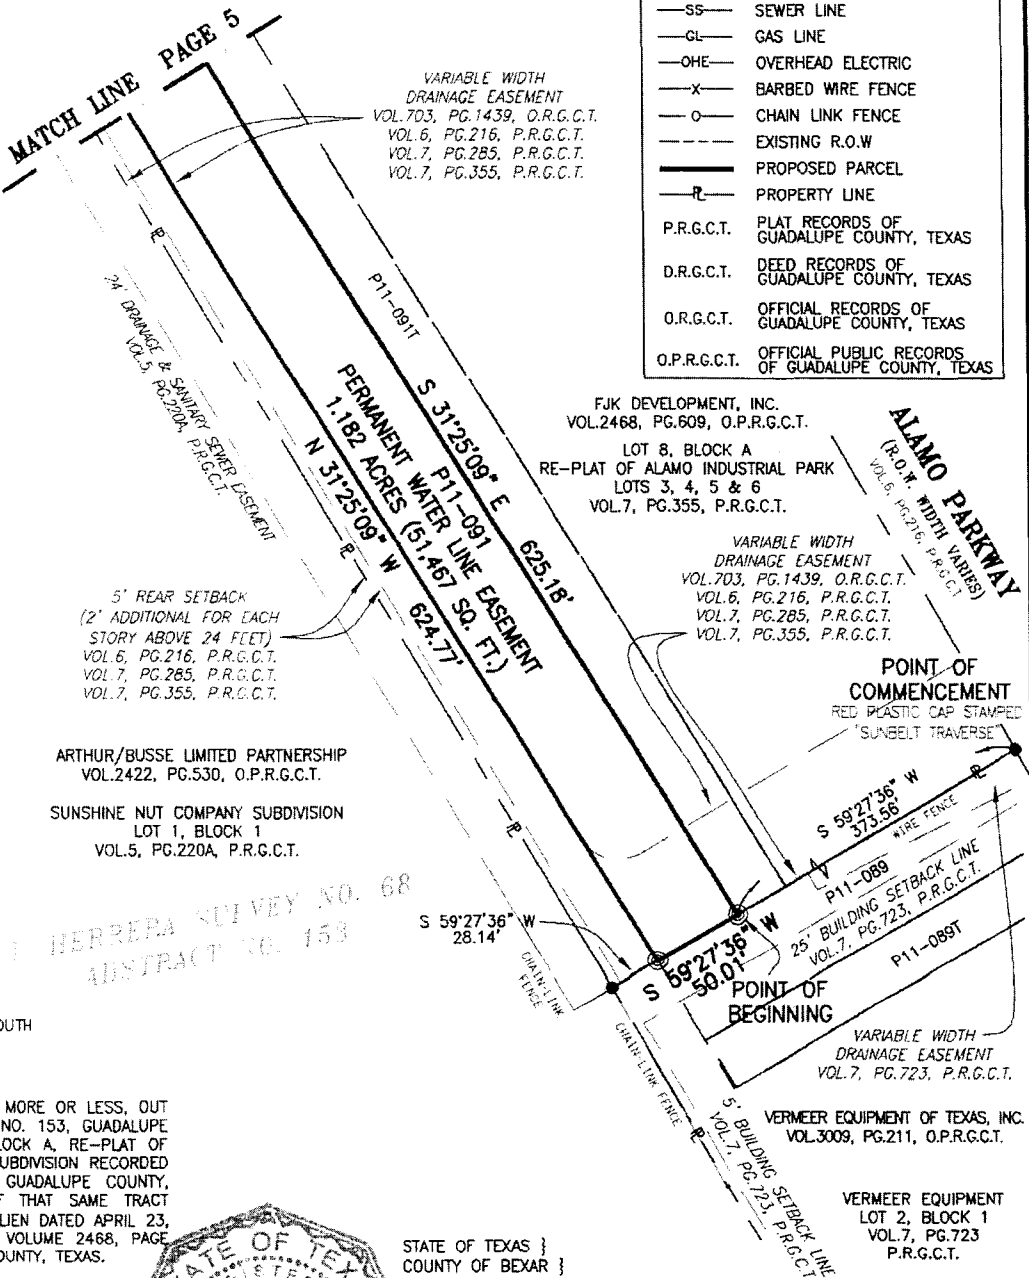 MATCH LINE PAGE 5
VARIABLE WIDTH
DRAINAGE EASEMENT
VOL.703, PG.1439, O.R.G.C.T.
VOL.6, PG.216, P.R.G.C.T.
VOL.7, PG.285, P.R.G.C.T.
VOL.7, PG.355, P.R.G.C.T.
SS SEWER LINE
GL GAS LINE
OHE OVERHEAD ELECTRIC
X BARBED WIRE FENCE
O CHAIN LINK FENCE
EXISTING R.O.W
PROPOSED PARCEL
PL PROPERTY LINE
P.R.G.C.T. PLAT RECORDS OF
GUADALUPE COUNTY, TEXAS
D.R.G.C.T. DEED RECORDS OF
GUADALUPE COUNTY, TEXAS
O.R.G.C.T. OFFICIAL RECORDS OF
GUADALUPE COUNTY, TEXAS
O.P.R.G.C.T. OFFICIAL PUBLIC RECORDS
OF GUADALUPE COUNTY, TEXAS
PL
24' DRAINAGE & SANITARY SEWER EASEMENT
VOL.5, PG.220A, P.R.G.C.T.
P11-091T
S 31°25'09" E 625.18'
P11-091
PERMANENT WATER LINE EASEMENT
1.182 ACRES (51,467 SQ. FT.)
N 31°25'09" W 624.77'
PL
FJK DEVELOPMENT, INC.
VOL.2468, PG.609, O.P.R.G.C.T.
LOT 8, BLOCK A
RE-PLAT OF ALAMO INDUSTRIAL PARK
LOTS 3, 4, 5 & 6
VOL.7, PG.355, P.R.G.C.T.
ALAMO PARKWAY
(R.O.W. WIDTH VARIES)
VOL.6, PG.216, P.R.G.C.T
VARIABLE WIDTH
DRAINAGE EASEMENT
VOL.703, PG.1439, O.R.G.C.T.
VOL.6, PG.216, P.R.G.C.T.
VOL.7, PG.285, P.R.G.C.T.
VOL.7, PG.355, P.R.G.C.T.
5' REAR SETBACK
(2' ADDITIONAL FOR EACH
STORY ABOVE 24 FEET)
VOL.6, PG.216, P.R.G.C.T.
VOL.7, PG.285, P.R.G.C.T.
VOL.7, PG.355, P.R.G.C.T.
POINT OF
COMMENCEMENT
RED PLASTIC CAP STAMPED
"SUNBELT TRAVERSE"
ARTHUR/BUSSE LIMITED PARTNERSHIP
VOL.2422, PG.530, O.P.R.G.C.T.
SUNSHINE NUT COMPANY SUBDIVISION
LOT 1, BLOCK 1
VOL.5, PG.220A, P.R.G.C.T.
PL
S 59°27'36" W
373.56'
PL
WIRE FENCE
P11-089
25' BUILDING SETBACK LINE
VOL.7, PG.723, P.R.G.C.T.
P11-089T
HERRERA SURVEY NO. 68
ABSTRACT NO. 153
S 59°27'36" W
28.14'
S 59°27'36" W
50.01'
CHAIN-LINK
FENCE
POINT OF
BEGINNING
CHAIN-LINK FENCE
PL
VARIABLE WIDTH
DRAINAGE EASEMENT
VOL.7, PG.723, P.R.G.C.T.
5' BUILDING SETBACK LINE
VOL.7, PG.723, P.R.G.C.T
VERMEER EQUIPMENT OF TEXAS, INC.
VOL.3009, PG.211, O.P.R.G.C.T.
VERMEER EQUIPMENT
LOT 2, BLOCK 1
VOL.7, PG.723
P.R.G.C.T.
OUTH
MORE OR LESS, OUT
NO. 153, GUADALUPE
LOCK A, RE-PLAT OF
UBDIVISION RECORDED
GUADALUPE COUNTY,
THAT SAME TRACT
LIEN DATED APRIL 23,
VOLUME 2468, PAGE
OUNTY, TEXAS.
STATE OF TEXAS }
COUNTY OF BEXAR }